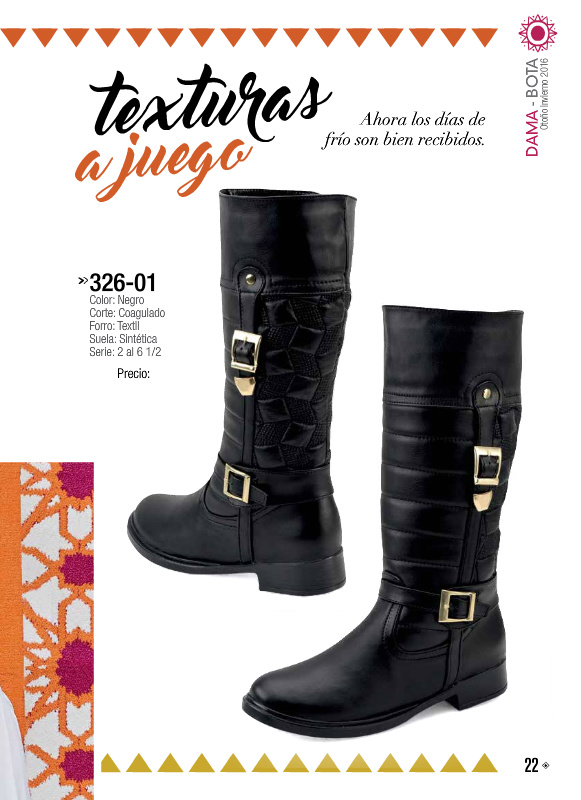 DAMA - BOTA
Otoño Invierno 2016
texturas
a juego
Ahora los días de
frío son bien recibidos.
326-01
Color: Negro
Corte: Coagulado
Forro: Textil
Suela: Sintética
Serie: 2 al 6 1/2
Precio:
22